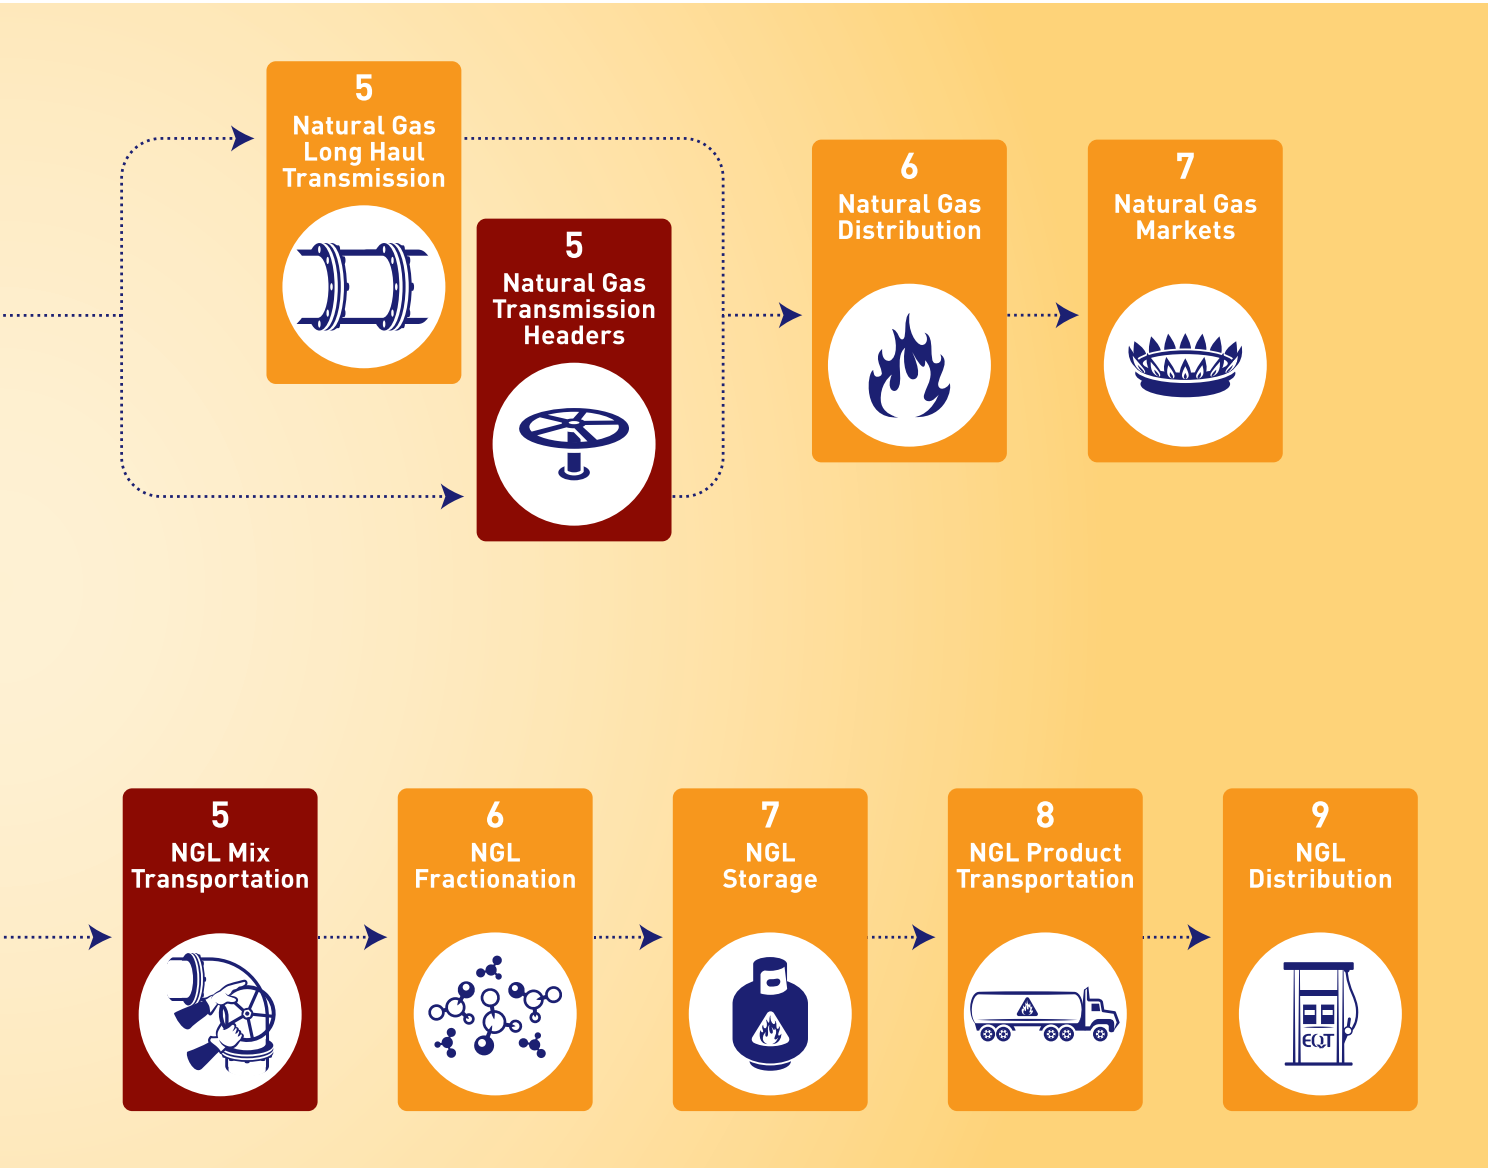 5
Natural Gas
Long Haul
Transmission
5
Natural Gas
Transmission
Headers
6
Natural Gas
Distribution
7
Natural Gas
Markets
5
NGL Mix
Transportation
6
NGL
Fractionation
7
NGL
Storage
8
NGL Product
Transportation
9
NGL
Distribution
EQT